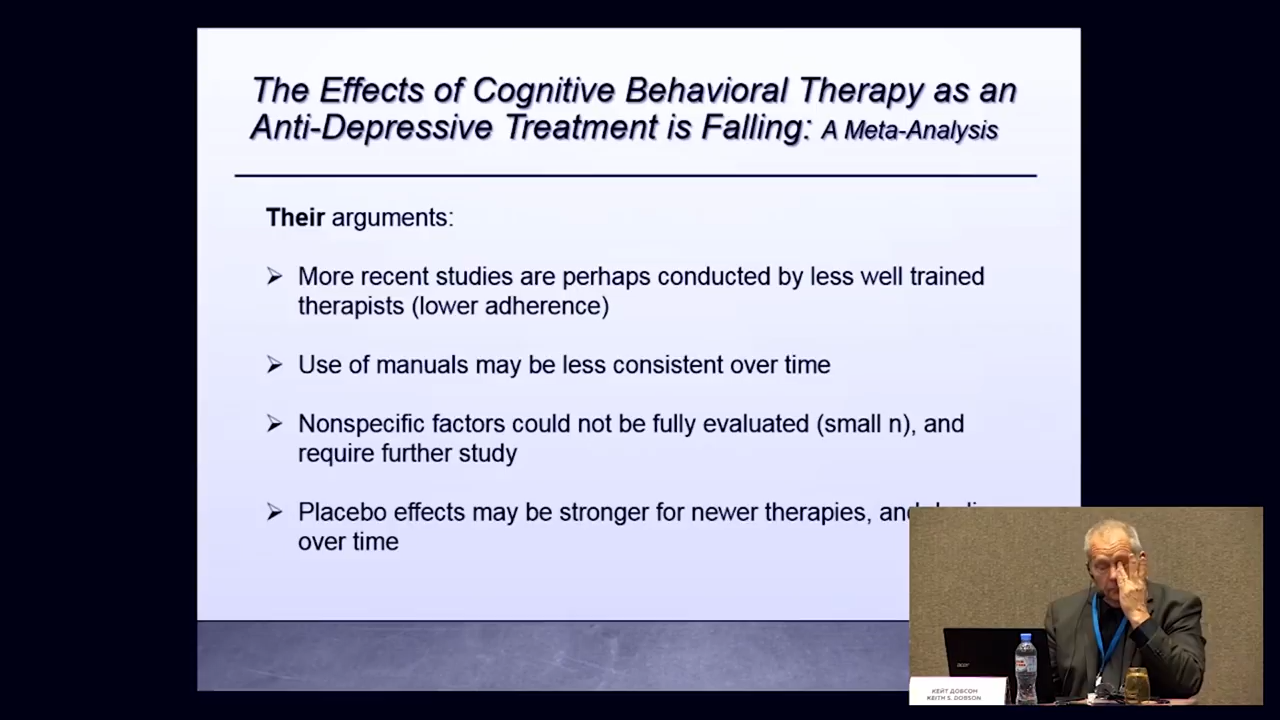 The Effects of Cognitive Behavioral Therapy as an
Anti-Depressive Treatment is Falling: A Meta-Analysis
Their arguments:
➢ More recent studies are perhaps conducted by less well trained
therapists (lower adherence)
➢ Use of manuals may be less consistent over time
➢ Nonspecific factors could not be fully evaluated (small n), and
require further study
➢ Placebo effects may be stronger for newer therapies, and
over time
acer
КЕЙТ ДОБСОН
KEITH S. DOBSON